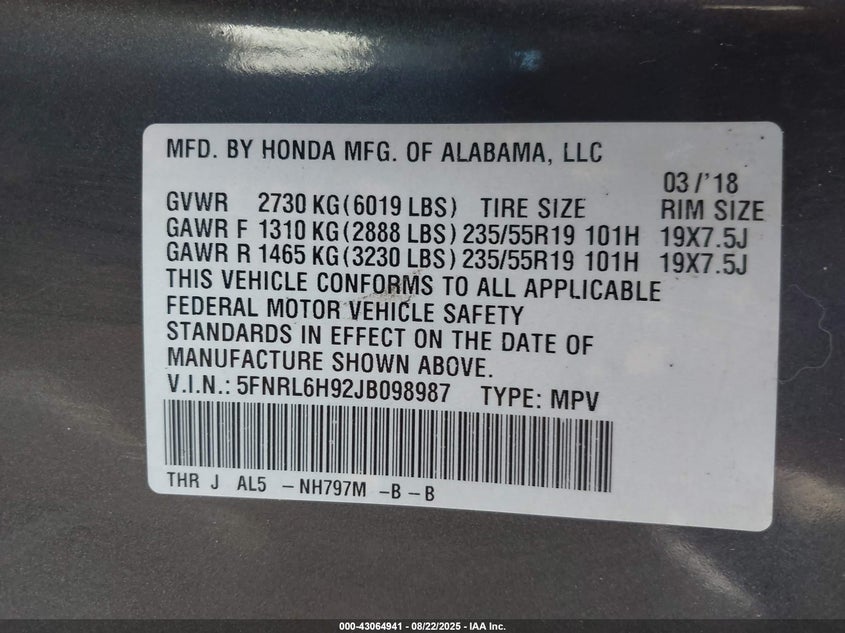 MFD. BY HONDA MFG. OF ALABAMA, LLC
03/'18
GVWR 2730 KG(6019 LBS) TIRE SIZE RIM SIZE
GAWR F 1310 KG(2888 LBS) 235/55R19 101H 19X7.5J
GAWR R 1465 KG(3230 LBS) 235/55R19 101H 19X7.5J
THIS VEHICLE CONFORMS TO ALL APPLICABLE
FEDERAL MOTOR VEHICLE SAFETY
STANDARDS IN EFFECT ON THE DATE OF
MANUFACTURE SHOWN ABOVE.
V.I.N.: 5FNRL6H92JB098987 TYPE: MPV
THR J AL5 -NH797M -B-B
000-43064941 - 08/22/2025 - IAA Inc.